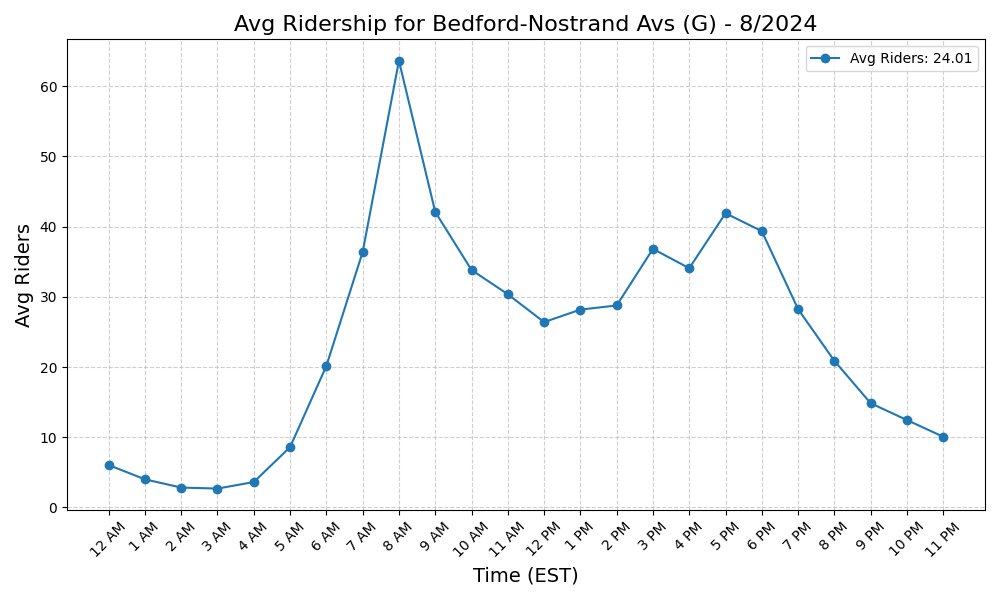 Avg Ridership for Bedford-Nostrand Avs (G) - 8/2024
Avg Riders: 24.01
Avg Riders
60
50
40
30
20
10
0
12 AM
1 AM
2 AM
3 AM
4 AM
5 AM
6 AM
7 AM
8 AM
9 AM
10 AM
11 AM
12 PM
1 PM
2 PM
3 PM
4 PM
5 PM
6 PM
7 PM
8 PM
9 PM
10 PM
11 PM
Time (EST)